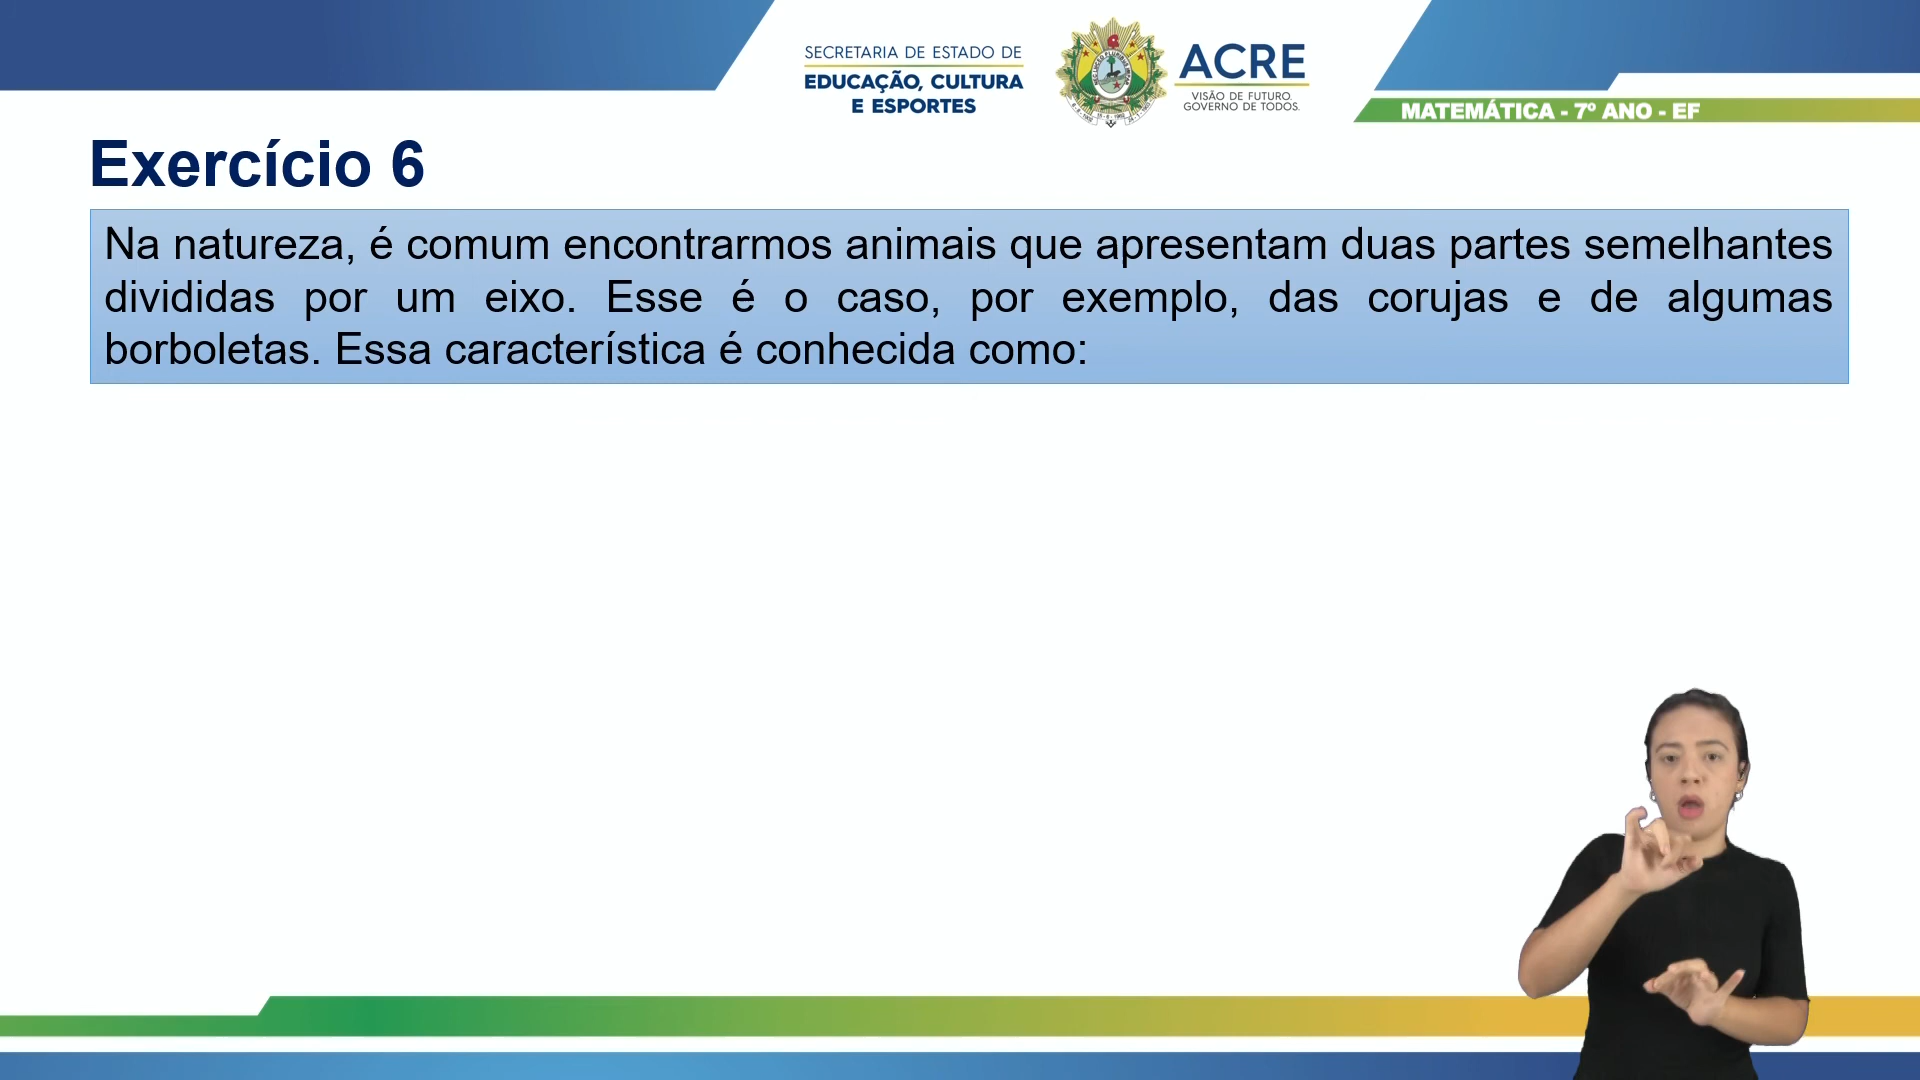 SECRETARIA DE ESTADO DE
EDUCAÇÃO, CULTURA
E ESPORTES
ACRE
VISÃO DE FUTURO.
GOVERNO DE TODOS.
MATEMÁTICA - 7º ANO - EF
Exercício 6
Na natureza, é comum encontrarmos animais que apresentam duas partes semelhantes
divididas por um eixo. Esse é o caso, por exemplo, das corujas e de algumas
borboletas. Essa característica é conhecida como: